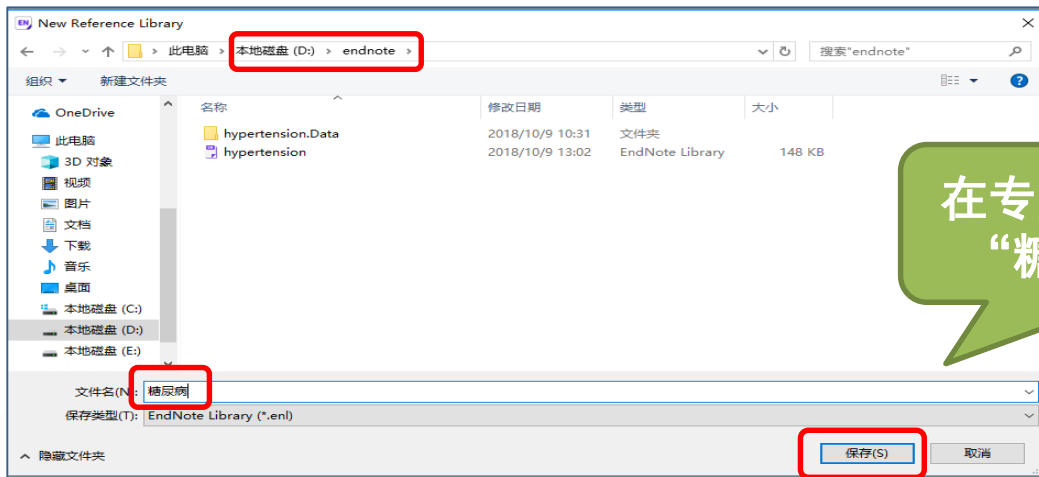 New Reference Library
此电脑 > 本地磁盘 (D:) > endnote >
搜索"endnote"
组织 新建文件夹
名称 修改日期 类型 大小
hypertension.Data 2018/10/9 10:31 文件夹
hypertension 2018/10/9 13:02 EndNote Library 148 KB
OneDrive
此电脑
3D 对象
视频
图片
文档
下载
音乐
桌面
本地磁盘 (C:)
本地磁盘 (D:)
本地磁盘 (E:)
在专
“糖
文件名(N): 糖尿病
保存类型(T): EndNote Library (*.enl)
隐藏文件夹
保存(S) 取消